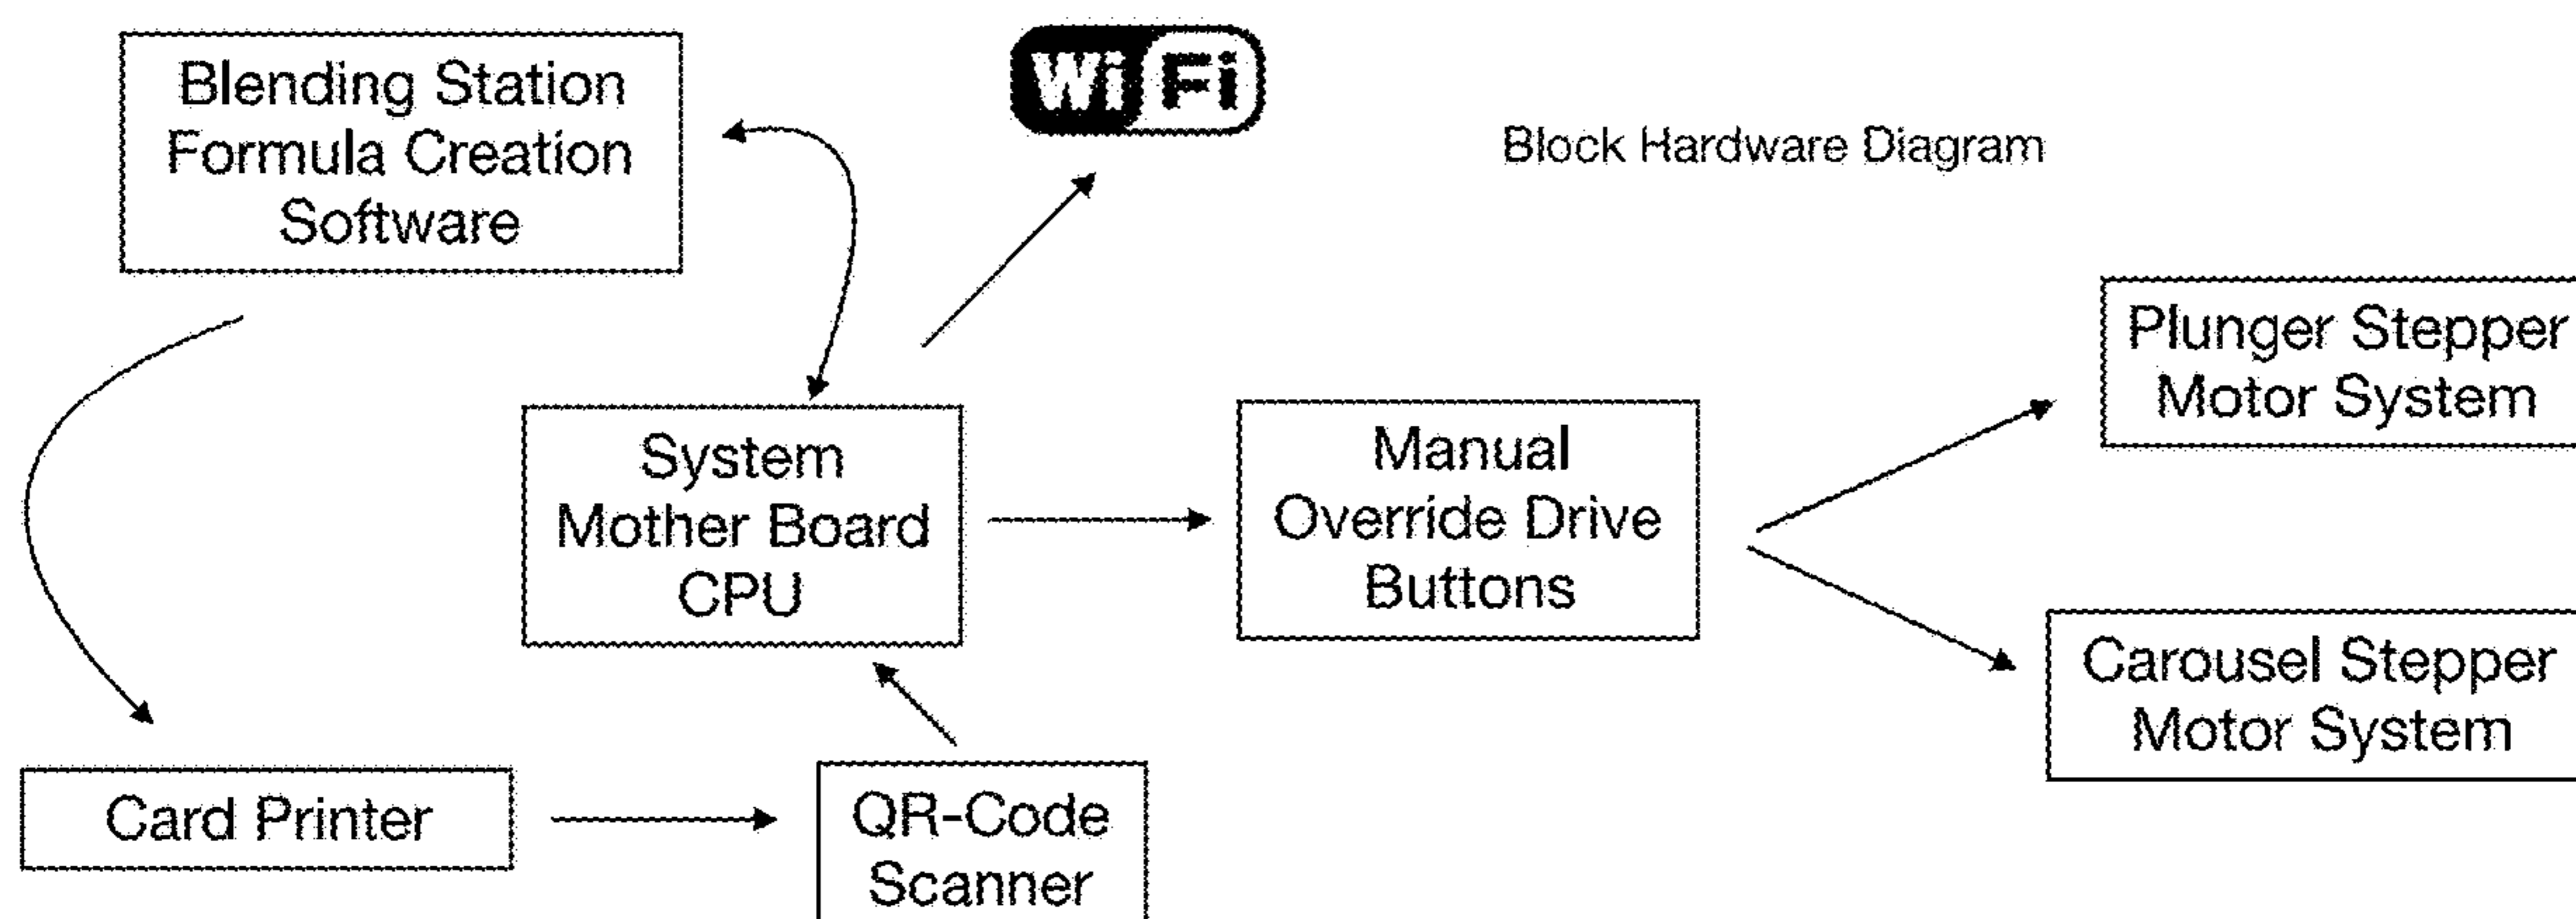 Blending Station
Formula Creation
Software
WiFi
Block Hardware Diagram
Plunger Stepper
Motor System
System
Mother Board
CPU
Manual
Override Drive
Buttons
Carousel Stepper
Motor System
Card Printer
QR-Code
Scanner